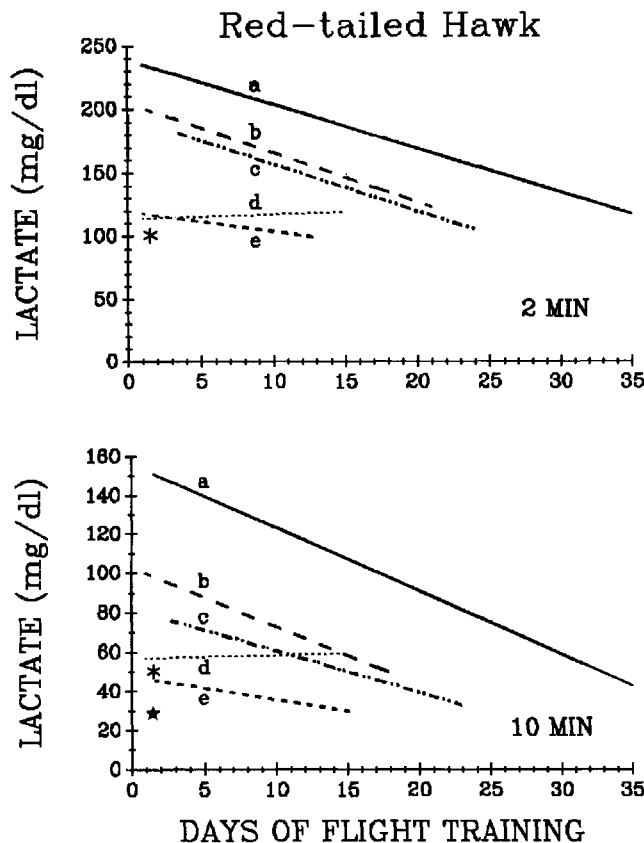 Red-tailed Hawk
LACTATE (mg/dl)
250
200
150
100
50
0
a
b
c
d
e
2 MIN
0 5 10 15 20 25 30 35
LACTATE (mg/dl)
160
140
120
100
80
60
40
20
0
a
b
c
d
e
10 MIN
0 5 10 15 20 25 30 35
DAYS OF FLIGHT TRAINING